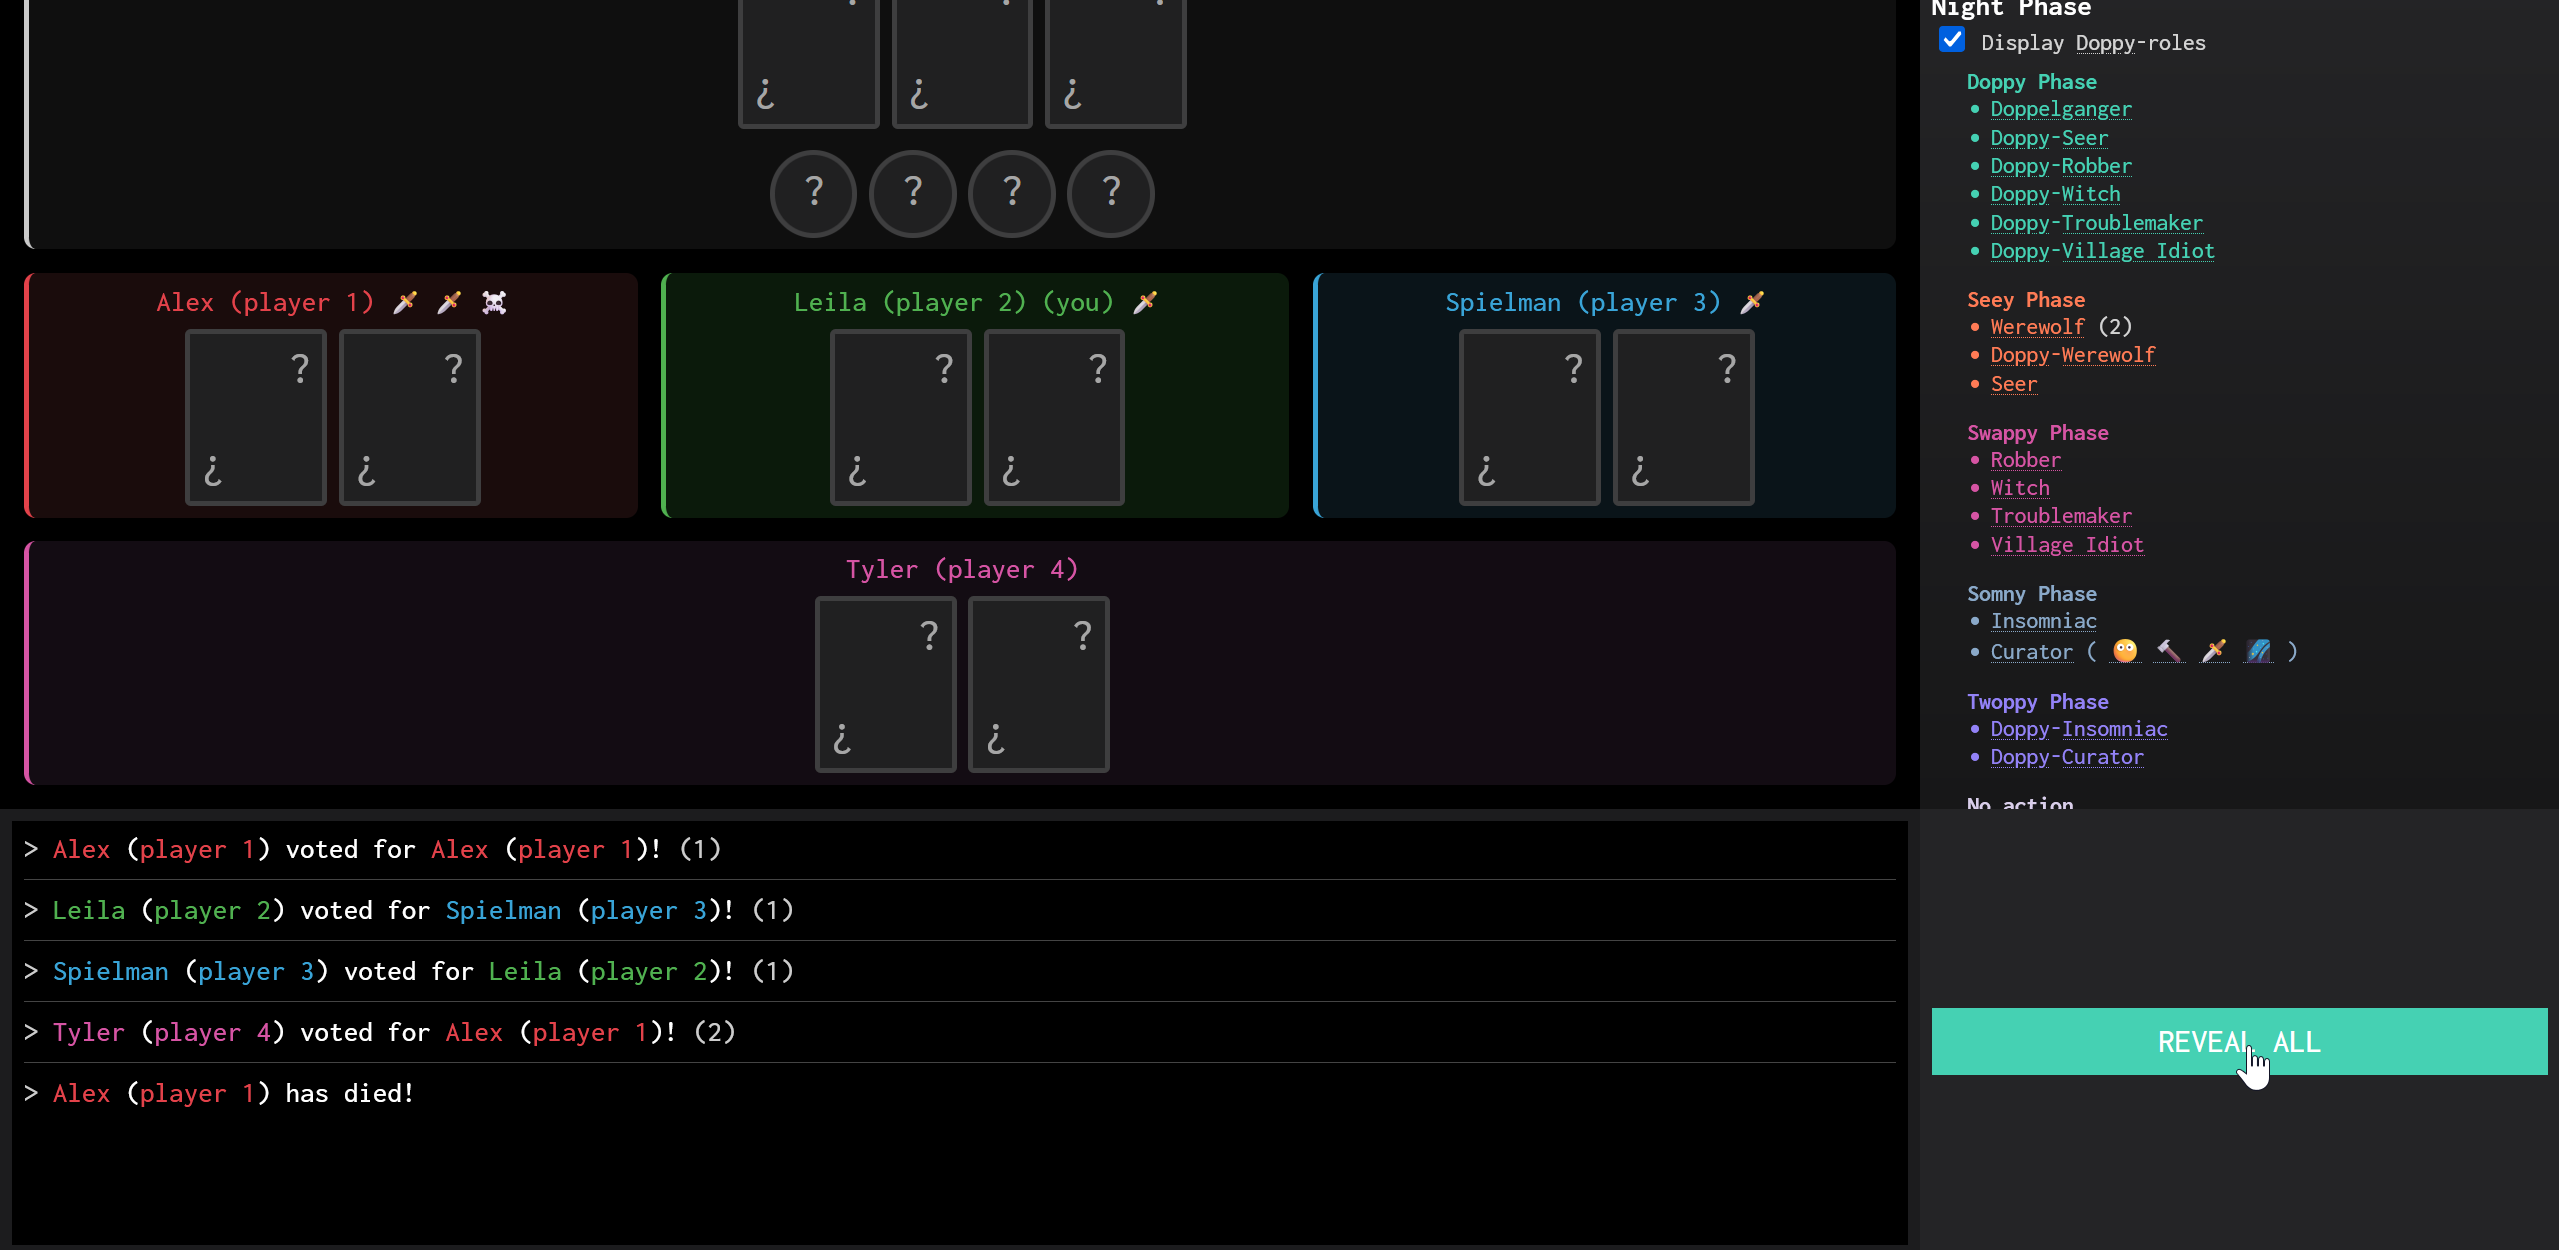 ¿ ¿ ¿
? ? ? ?
Alex (player 1)
? ?
¿ ¿
Leila (player 2) (you)
? ?
¿ ¿
Spielman (player 3)
? ?
¿ ¿
Tyler (player 4)
? ?
¿ ¿
> Alex (player 1) voted for Alex (player 1)! (1)
> Leila (player 2) voted for Spielman (player 3)! (1)
> Spielman (player 3) voted for Leila (player 2)! (1)
> Tyler (player 4) voted for Alex (player 1)! (2)
> Alex (player 1) has died!
Night Phase
Display Doppy-roles
Doppy Phase
• Doppelganger
• Doppy-Seer
• Doppy-Robber
• Doppy-Witch
• Doppy-Troublemaker
• Doppy-Village Idiot
Seey Phase
• Werewolf (2)
• Doppy-Werewolf
• Seer
Swappy Phase
• Robber
• Witch
• Troublemaker
• Village Idiot
Somny Phase
• Insomniac
• Curator ( )
Twoppy Phase
• Doppy-Insomniac
• Doppy-Curator
No action
REVEAL ALL